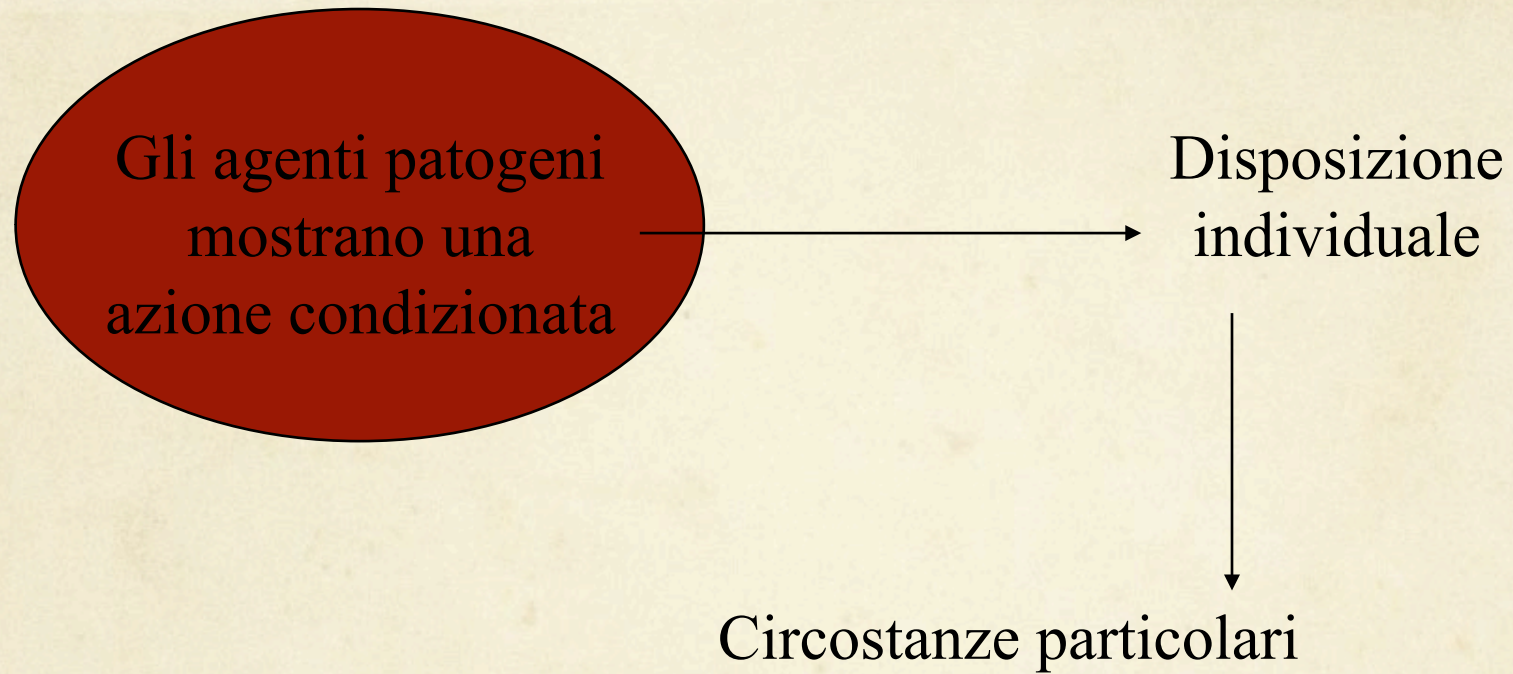 Gli agenti patogeni
mostrano una
azione condizionata
Disposizione
individuale
Circostanze particolari